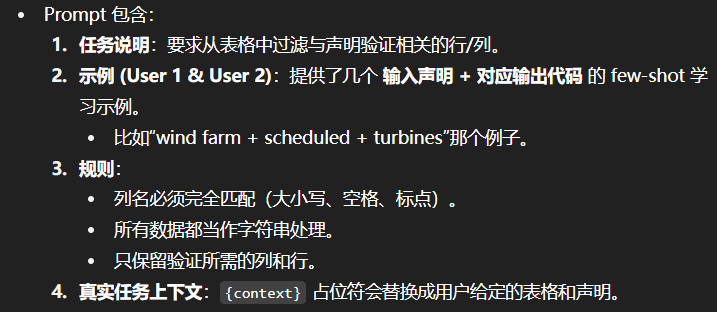 • Prompt 包含：
1. 任务说明：要求从表格中过滤与声明验证相关的行/列。
2. 示例 (User 1 & User 2)：提供了几个 输入声明 + 对应输出代码 的 few-shot 学
习示例。
• 比如“wind farm + scheduled + turbines”那个例子。
3. 规则：
• 列名必须完全匹配（大小写、空格、标点）。
• 所有数据都当作字符串处理。
• 只保留验证所需的列和行。
4. 真实任务上下文：{context} 占位符会替换成用户给定的表格和声明。